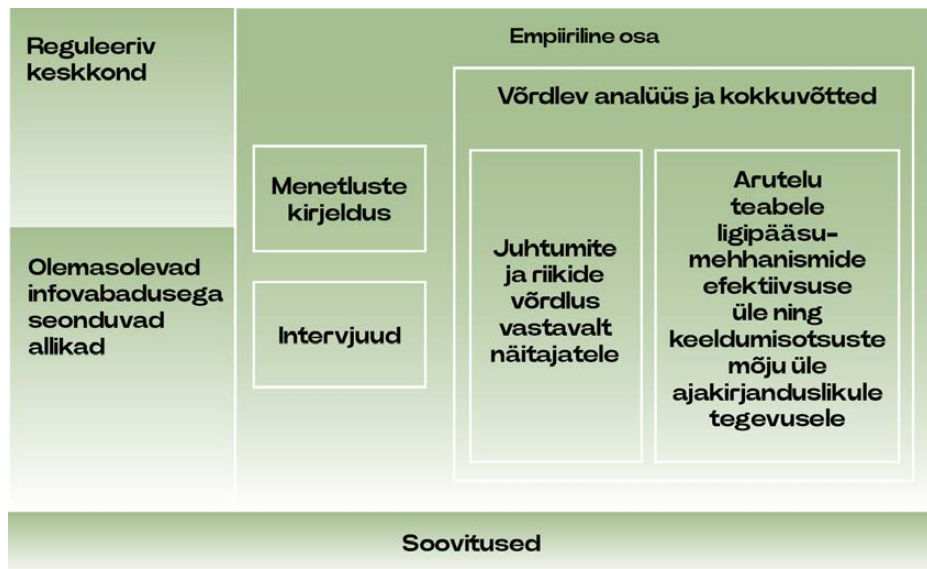 Reguleeriv
keskkond
Olemasolevad
infovabadusega
seonduvad
allikad
Empiiriline osa
Menetluste
kirjeldus
Intervjuud
Võrdlev analüüs ja kokkuvõtted
Juhtumite
ja riikide
võrdlus
vastavalt
näitajatele
Arutelu
teabele
ligipääsu-
mehhanismide
efektiivsuse
üle ning
keeldumisotsuste
mõju üle
ajakirjanduslikule
tegevusele
Soovitused